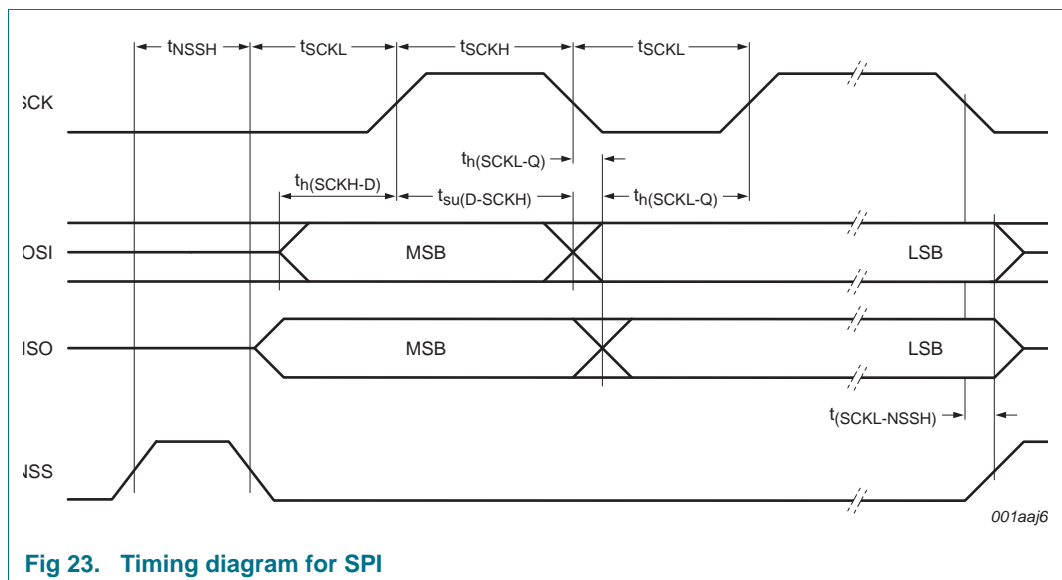 tNSSH tSCKL tSCKH tSCKL
SCK
th(SCKL-Q)
th(SCKH-D) tsu(D-SCKH) th(SCKL-Q)
OSI MSB LSB
ISO MSB LSB
t(SCKL-NSSH)
NSS
001aaj6
Fig 23. Timing diagram for SPI